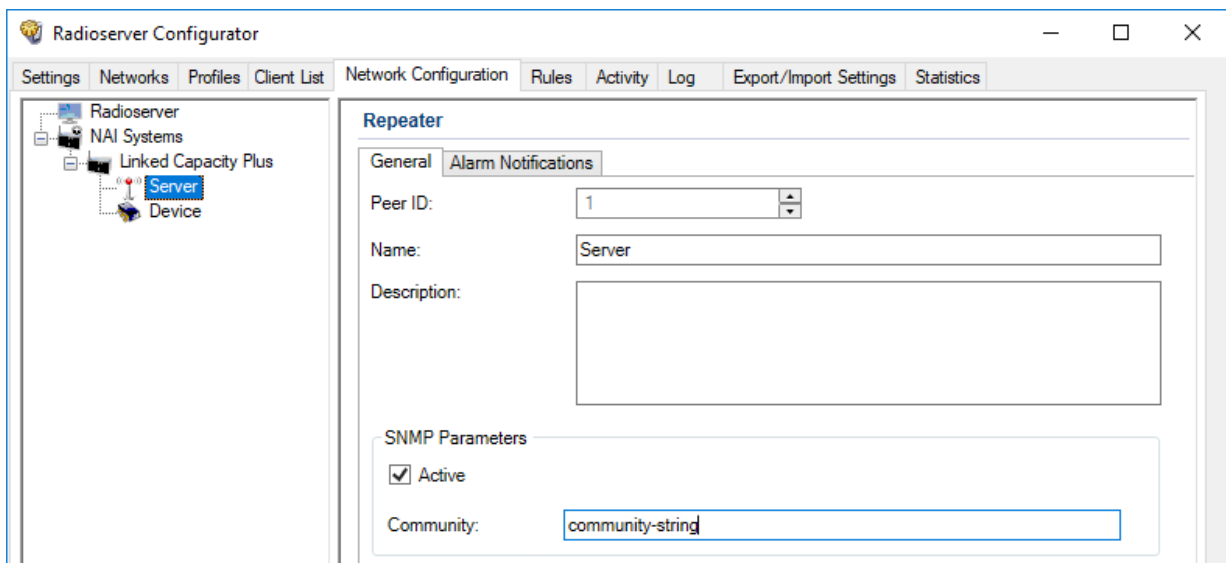 Radioserver Configurator
Settings Networks Profiles Client List Network Configuration Rules Activity Log Export/Import Settings Statistics
Radioserver
NAI Systems
Linked Capacity Plus
Server
Device
Repeater
General Alarm Notifications
Peer ID: 1
Name: Server
Description:
SNMP Parameters
Active
Community: community-string